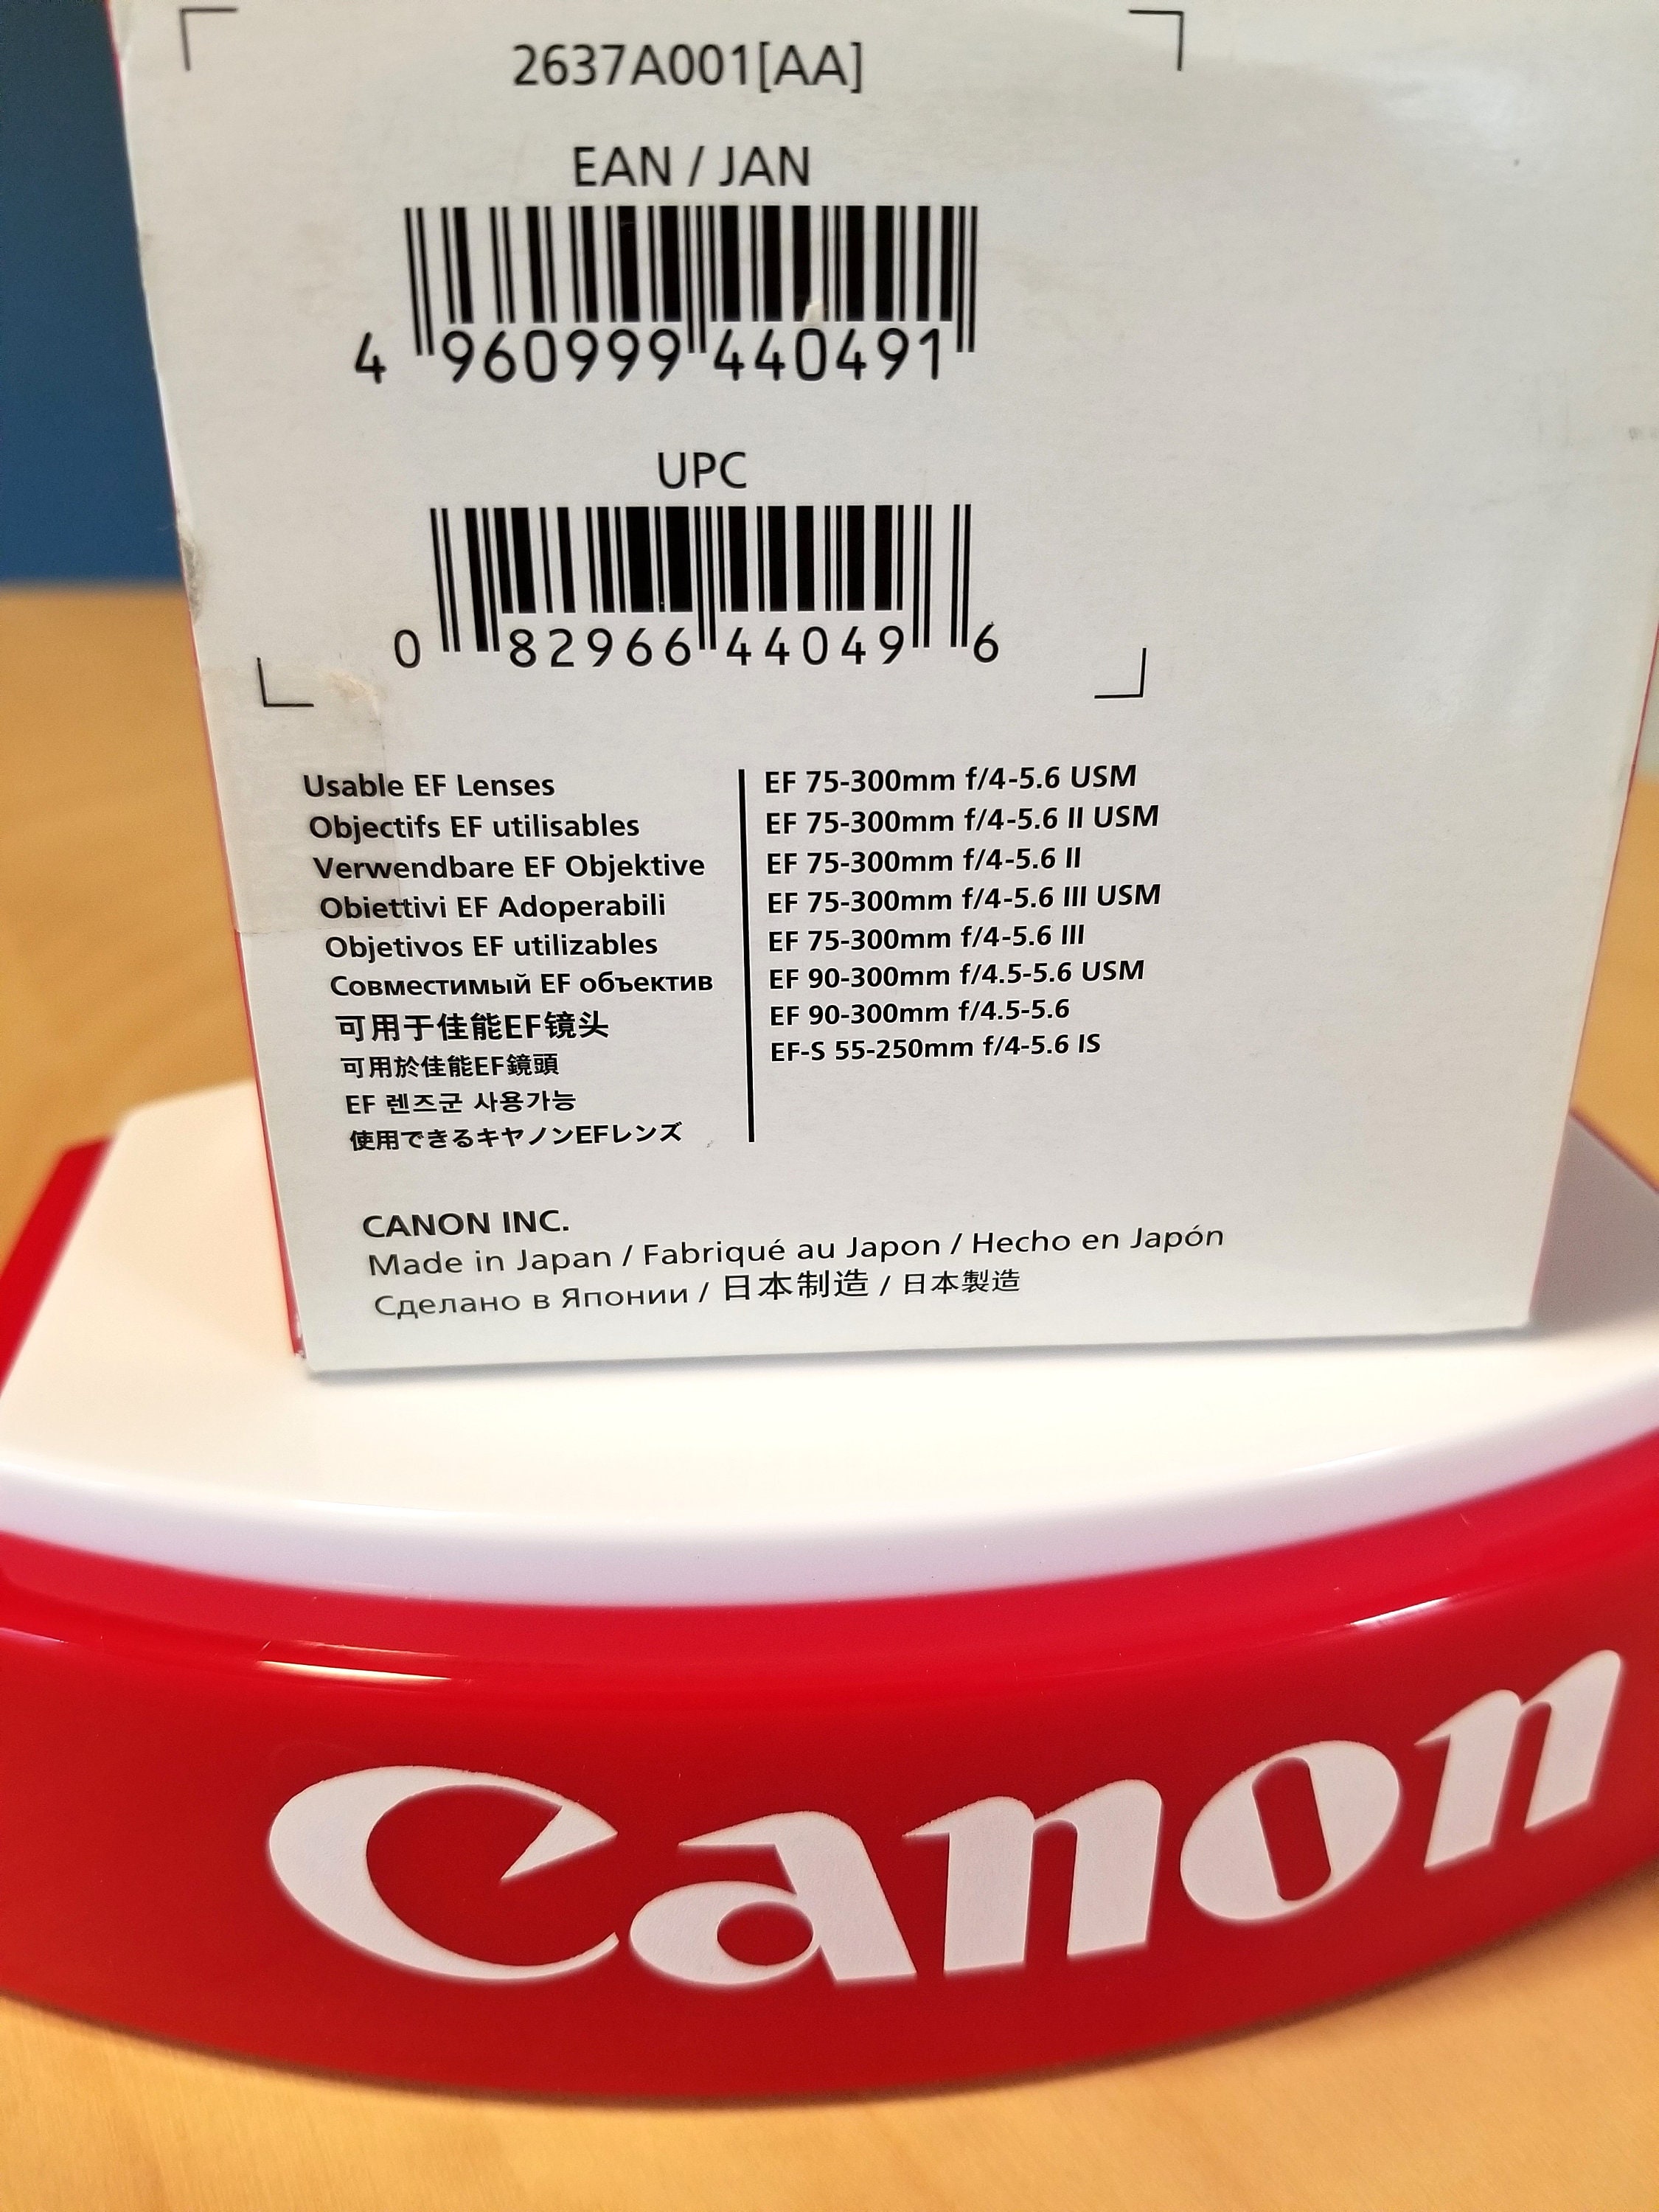 2637A001[AA]
EAN / JAN
4 960999 440491
UPC
0 82966 44049 6
Usable EF Lenses
Objectifs EF utilisables
Verwendbare EF Objektive
Obiettivi EF Adoperabili
Objetivos EF utilizables
Совместимый EF объектив
可用于佳能EF镜头
可用於佳能EF鏡頭
EF 렌즈군 사용가능
使用できるキヤノンEFレンズ
EF 75-300mm f/4-5.6 USM
EF 75-300mm f/4-5.6 II USM
EF 75-300mm f/4-5.6 II
EF 75-300mm f/4-5.6 III USM
EF 75-300mm f/4-5.6 III
EF 90-300mm f/4.5-5.6 USM
EF 90-300mm f/4.5-5.6
EF-S 55-250mm f/4-5.6 IS
CANON INC.
Made in Japan / Fabriqué au Japon / Hecho en Japón
Сделано в Японии / 日本制造 / 日本製造
Canon